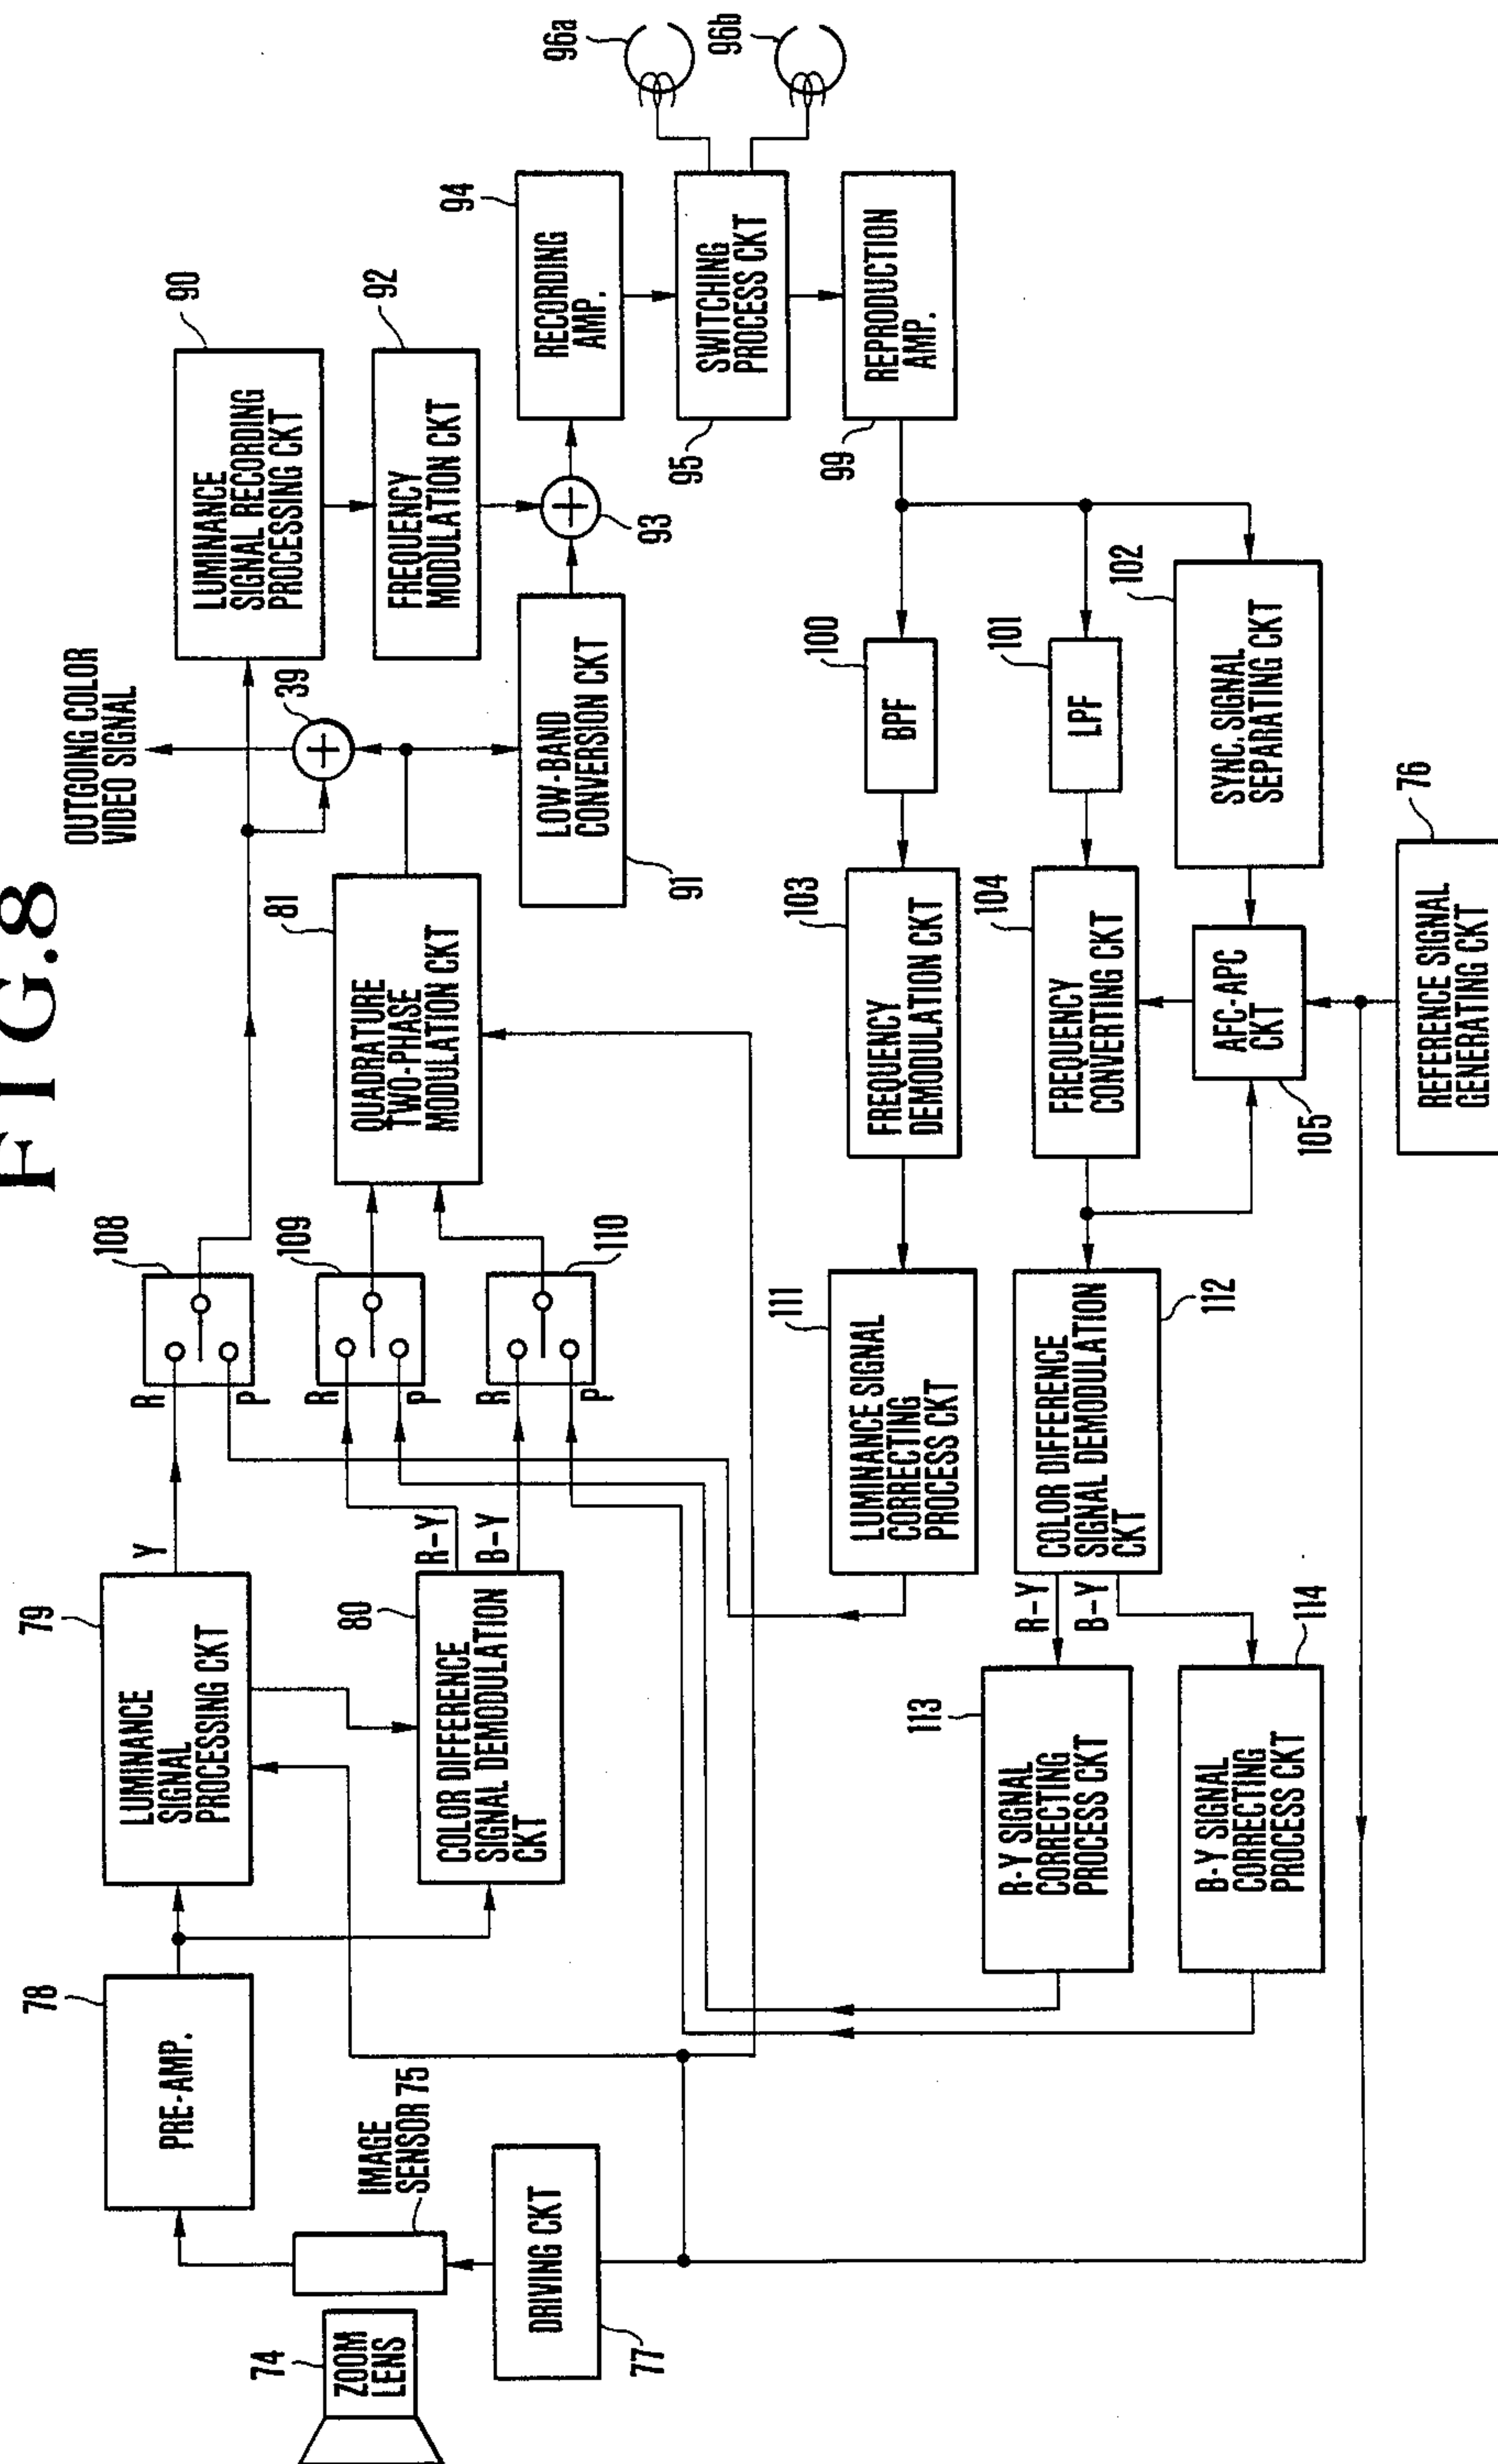 FIG.8
74
ZOOM
LENS
IMAGE
SENSOR 75
DRIVING CKT
77
78
PRE-AMP.
79
LUMINANCE
SIGNAL
PROCESSING CKT
Y
80
COLOR DIFFERENCE
SIGNAL DEMODULATION
CKT
R-Y
B-Y
108
R
P
109
R
P
110
R
P
81
QUADRATURE
TWO-PHASE
MODULATION CKT
OUTGOING COLOR
VIDEO SIGNAL
39
90
LUMINANCE
SIGNAL RECORDING
PROCESSING CKT
92
FREQUENCY
MODULATION CKT
LOW-BAND
CONVERSION CKT
91
93
94
RECORDING
AMP.
SWITCHING
PROCESS CKT
95
96a
96b
REPRODUCTION
AMP.
99
100
BPF
101
LPF
102
SYNC. SIGNAL
SEPARATING CKT
103
FREQUENCY
DEMODULATION CKT
104
FREQUENCY
CONVERTING CKT
AFC-APC
CKT
105
76
REFERENCE SIGNAL
GENERATING CKT
111
LUMINANCE SIGNAL
CORRECTING
PROCESS CKT
COLOR DIFFERENCE
SIGNAL DEMODULATION
CKT
112
R-Y
B-Y
113
R-Y SIGNAL
CORRECTING
PROCESS CKT
114
B-Y SIGNAL
CORRECTING
PROCESS CKT